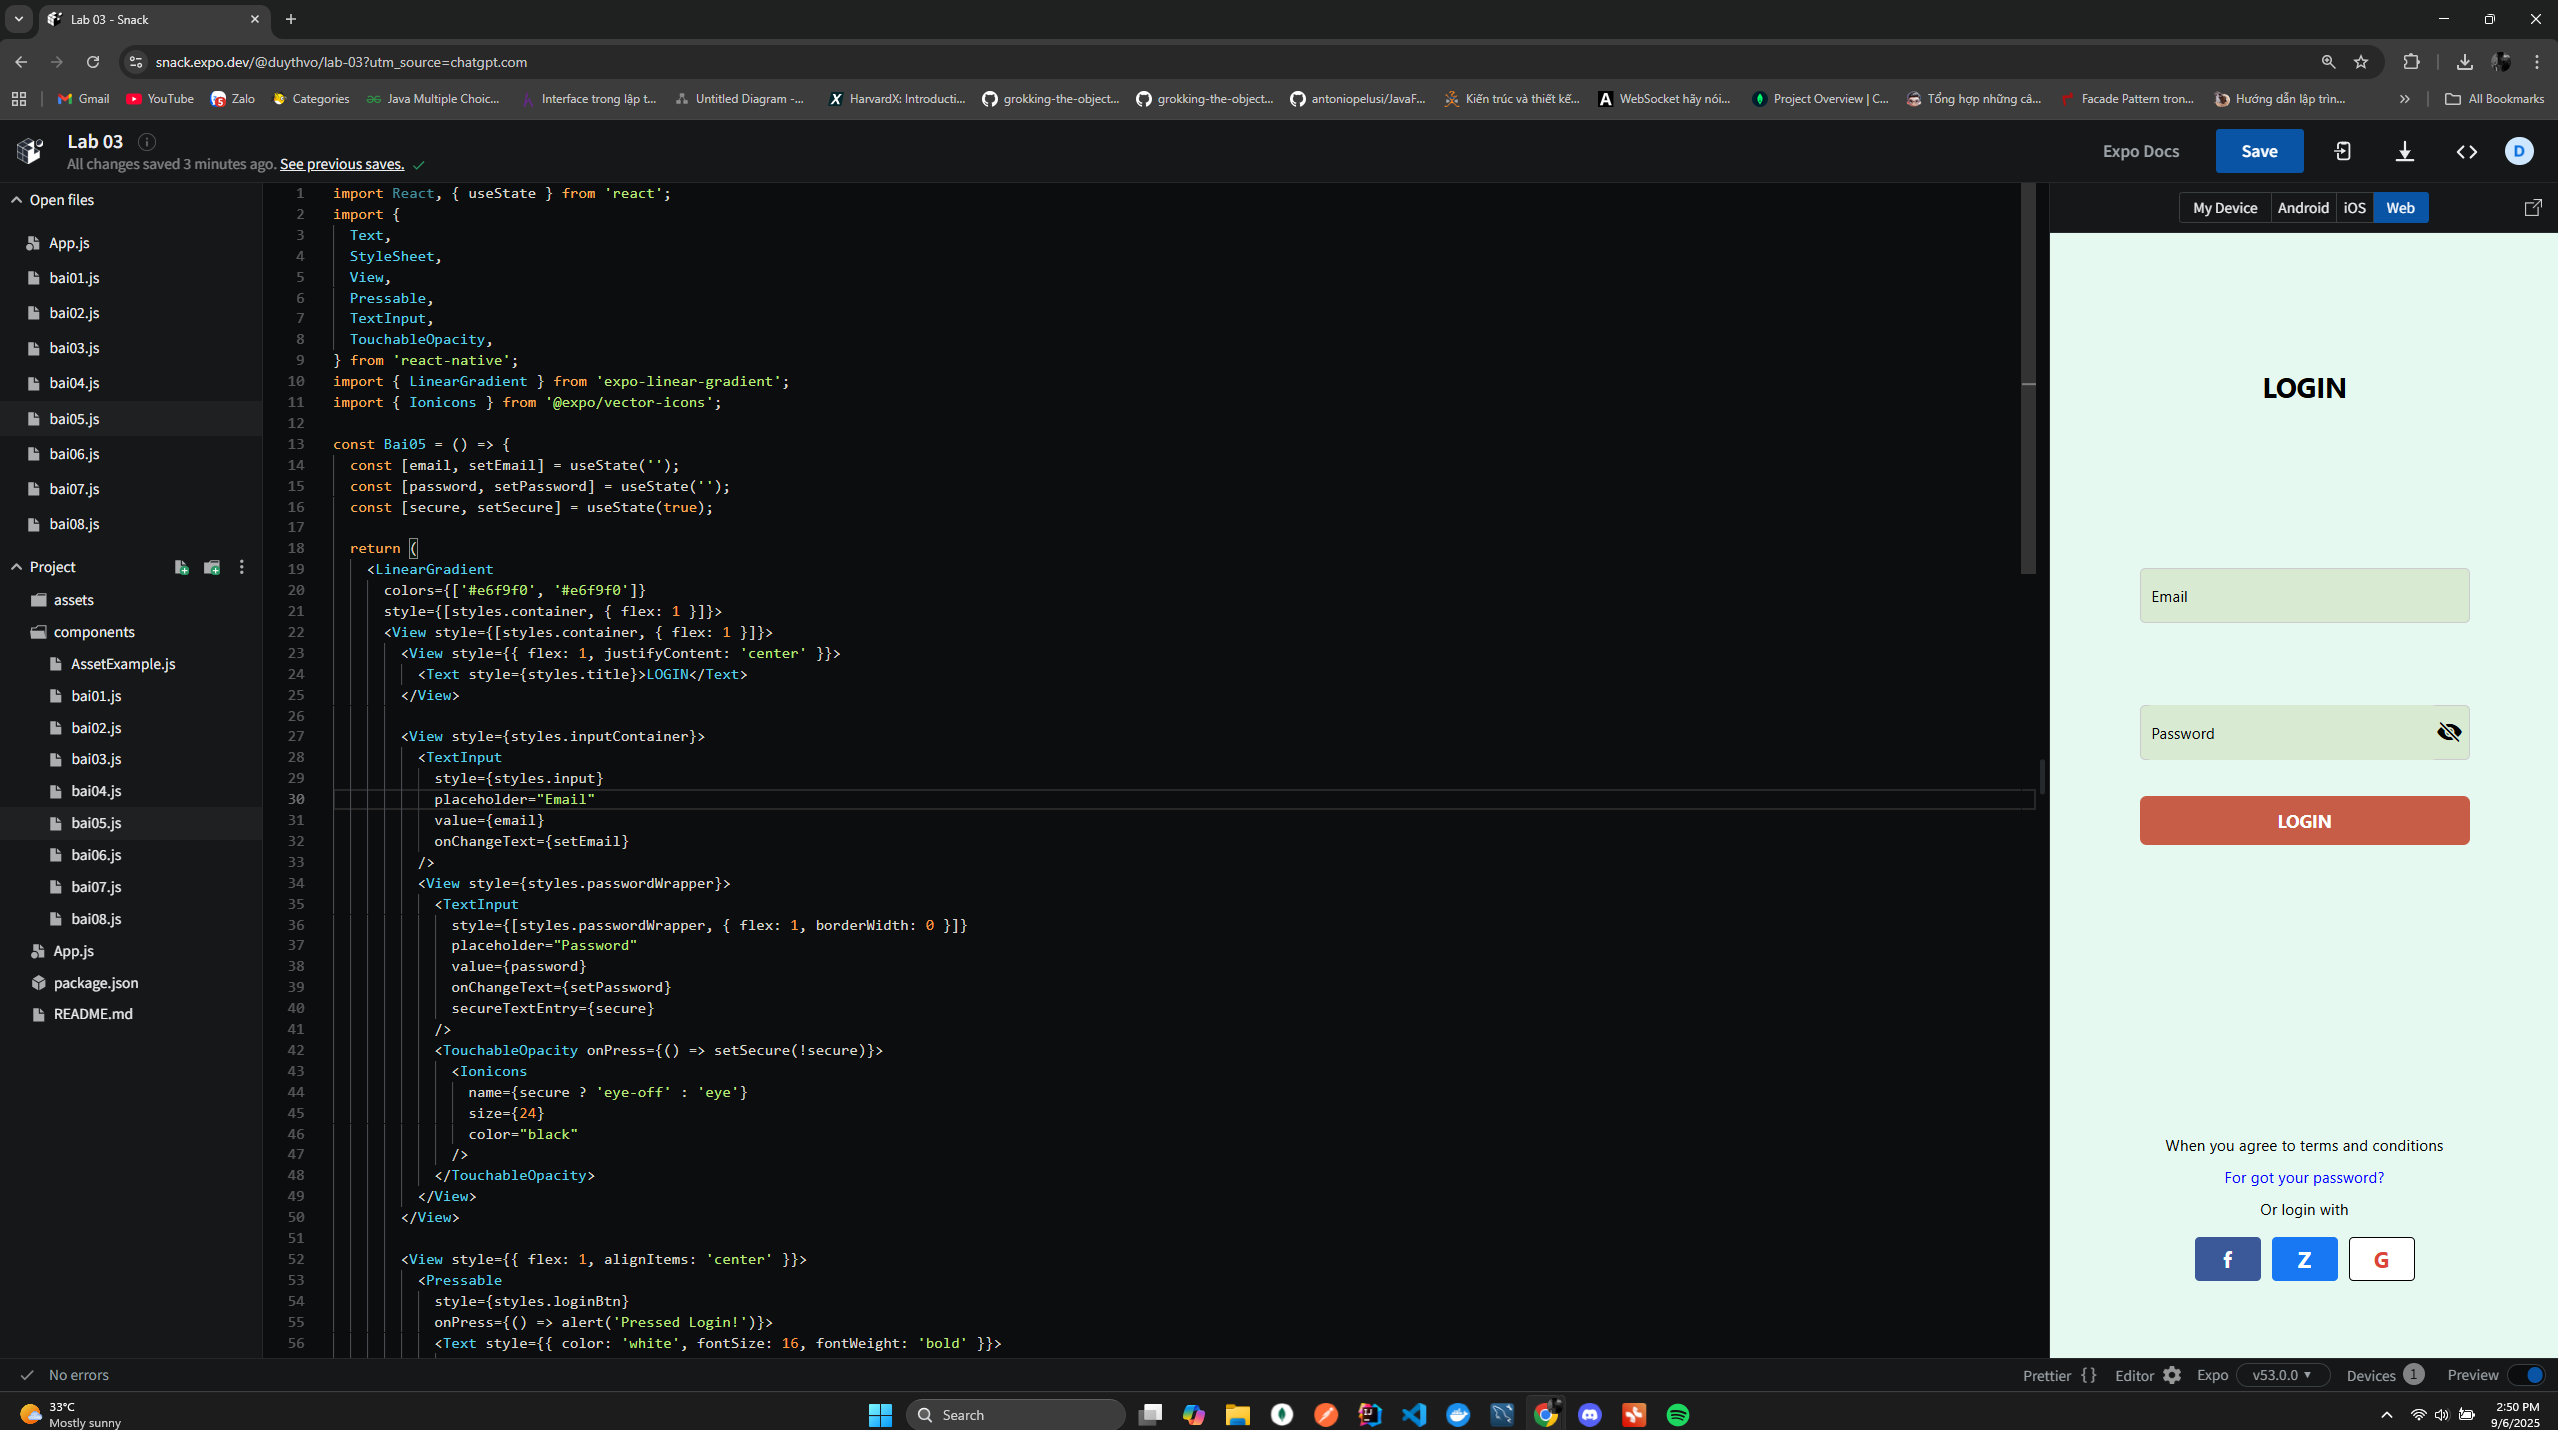 Lab 03 - Snack
snack.expo.dev/@duythvo/lab-03?utm_source=chatgpt.com
Gmail
YouTube
Zalo
Categories
Java Multiple Choic...
Interface trong lập t...
Untitled Diagram -...
HarvardX: Introducti...
grokking-the-object...
grokking-the-object...
antoniopelusi/JavaF...
Kiến trúc và thiết kế...
WebSocket hãy nói...
Project Overview | C...
Tổng hợp những câ...
Facade Pattern tron...
Hướng dẫn lập trìn...
All Bookmarks
Lab 03
All changes saved 3 minutes ago. See previous saves.
Expo Docs
Save
D
Open files
App.js
bai01.js
bai02.js
bai03.js
bai04.js
bai05.js
bai06.js
bai07.js
bai08.js
Project
assets
components
AssetExample.js
bai01.js
bai02.js
bai03.js
bai04.js
bai05.js
bai06.js
bai07.js
bai08.js
App.js
package.json
README.md
1 import React, { useState } from 'react';
2 import {
3 Text,
4 StyleSheet,
5 View,
6 Pressable,
7 TextInput,
8 TouchableOpacity,
9 } from 'react-native';
10 import { LinearGradient } from 'expo-linear-gradient';
11 import { Ionicons } from '@expo/vector-icons';
12
13 const Bai05 = () => {
14 const [email, setEmail] = useState('');
15 const [password, setPassword] = useState('');
16 const [secure, setSecure] = useState(true);
17
18 return (
19 <LinearGradient
20 colors={['#e6f9f0', '#e6f9f0']}
21 style={[styles.container, { flex: 1 }]}>
22 <View style={[styles.container, { flex: 1 }]}>
23 <View style={{ flex: 1, justifyContent: 'center' }}>
24 <Text style={styles.title}>LOGIN</Text>
25 </View>
26
27 <View style={styles.inputContainer}>
28 <TextInput
29 style={styles.input}
30 placeholder="Email"
31 value={email}
32 onChangeText={setEmail}
33 />
34 <View style={styles.passwordWrapper}>
35 <TextInput
36 style={[styles.passwordWrapper, { flex: 1, borderWidth: 0 }]}
37 placeholder="Password"
38 value={password}
39 onChangeText={setPassword}
40 secureTextEntry={secure}
41 />
42 <TouchableOpacity onPress={() => setSecure(!secure)}>
43 <Ionicons
44 name={secure ? 'eye-off' : 'eye'}
45 size={24}
46 color="black"
47 />
48 </TouchableOpacity>
49 </View>
50 </View>
51
52 <View style={{ flex: 1, alignItems: 'center' }}>
53 <Pressable
54 style={styles.loginBtn}
55 onPress={() => alert('Pressed Login!')}>
56 <Text style={{ color: 'white', fontSize: 16, fontWeight: 'bold' }}>
My Device
Android
iOS
Web
LOGIN
Email
Password
LOGIN
When you agree to terms and conditions
For got your password?
Or login with
f
Z
G
No errors
Prettier {}
Editor
Expo
v53.0.0
Devices 1
Preview
33°C
Mostly sunny
Search
2:50 PM
9/6/2025